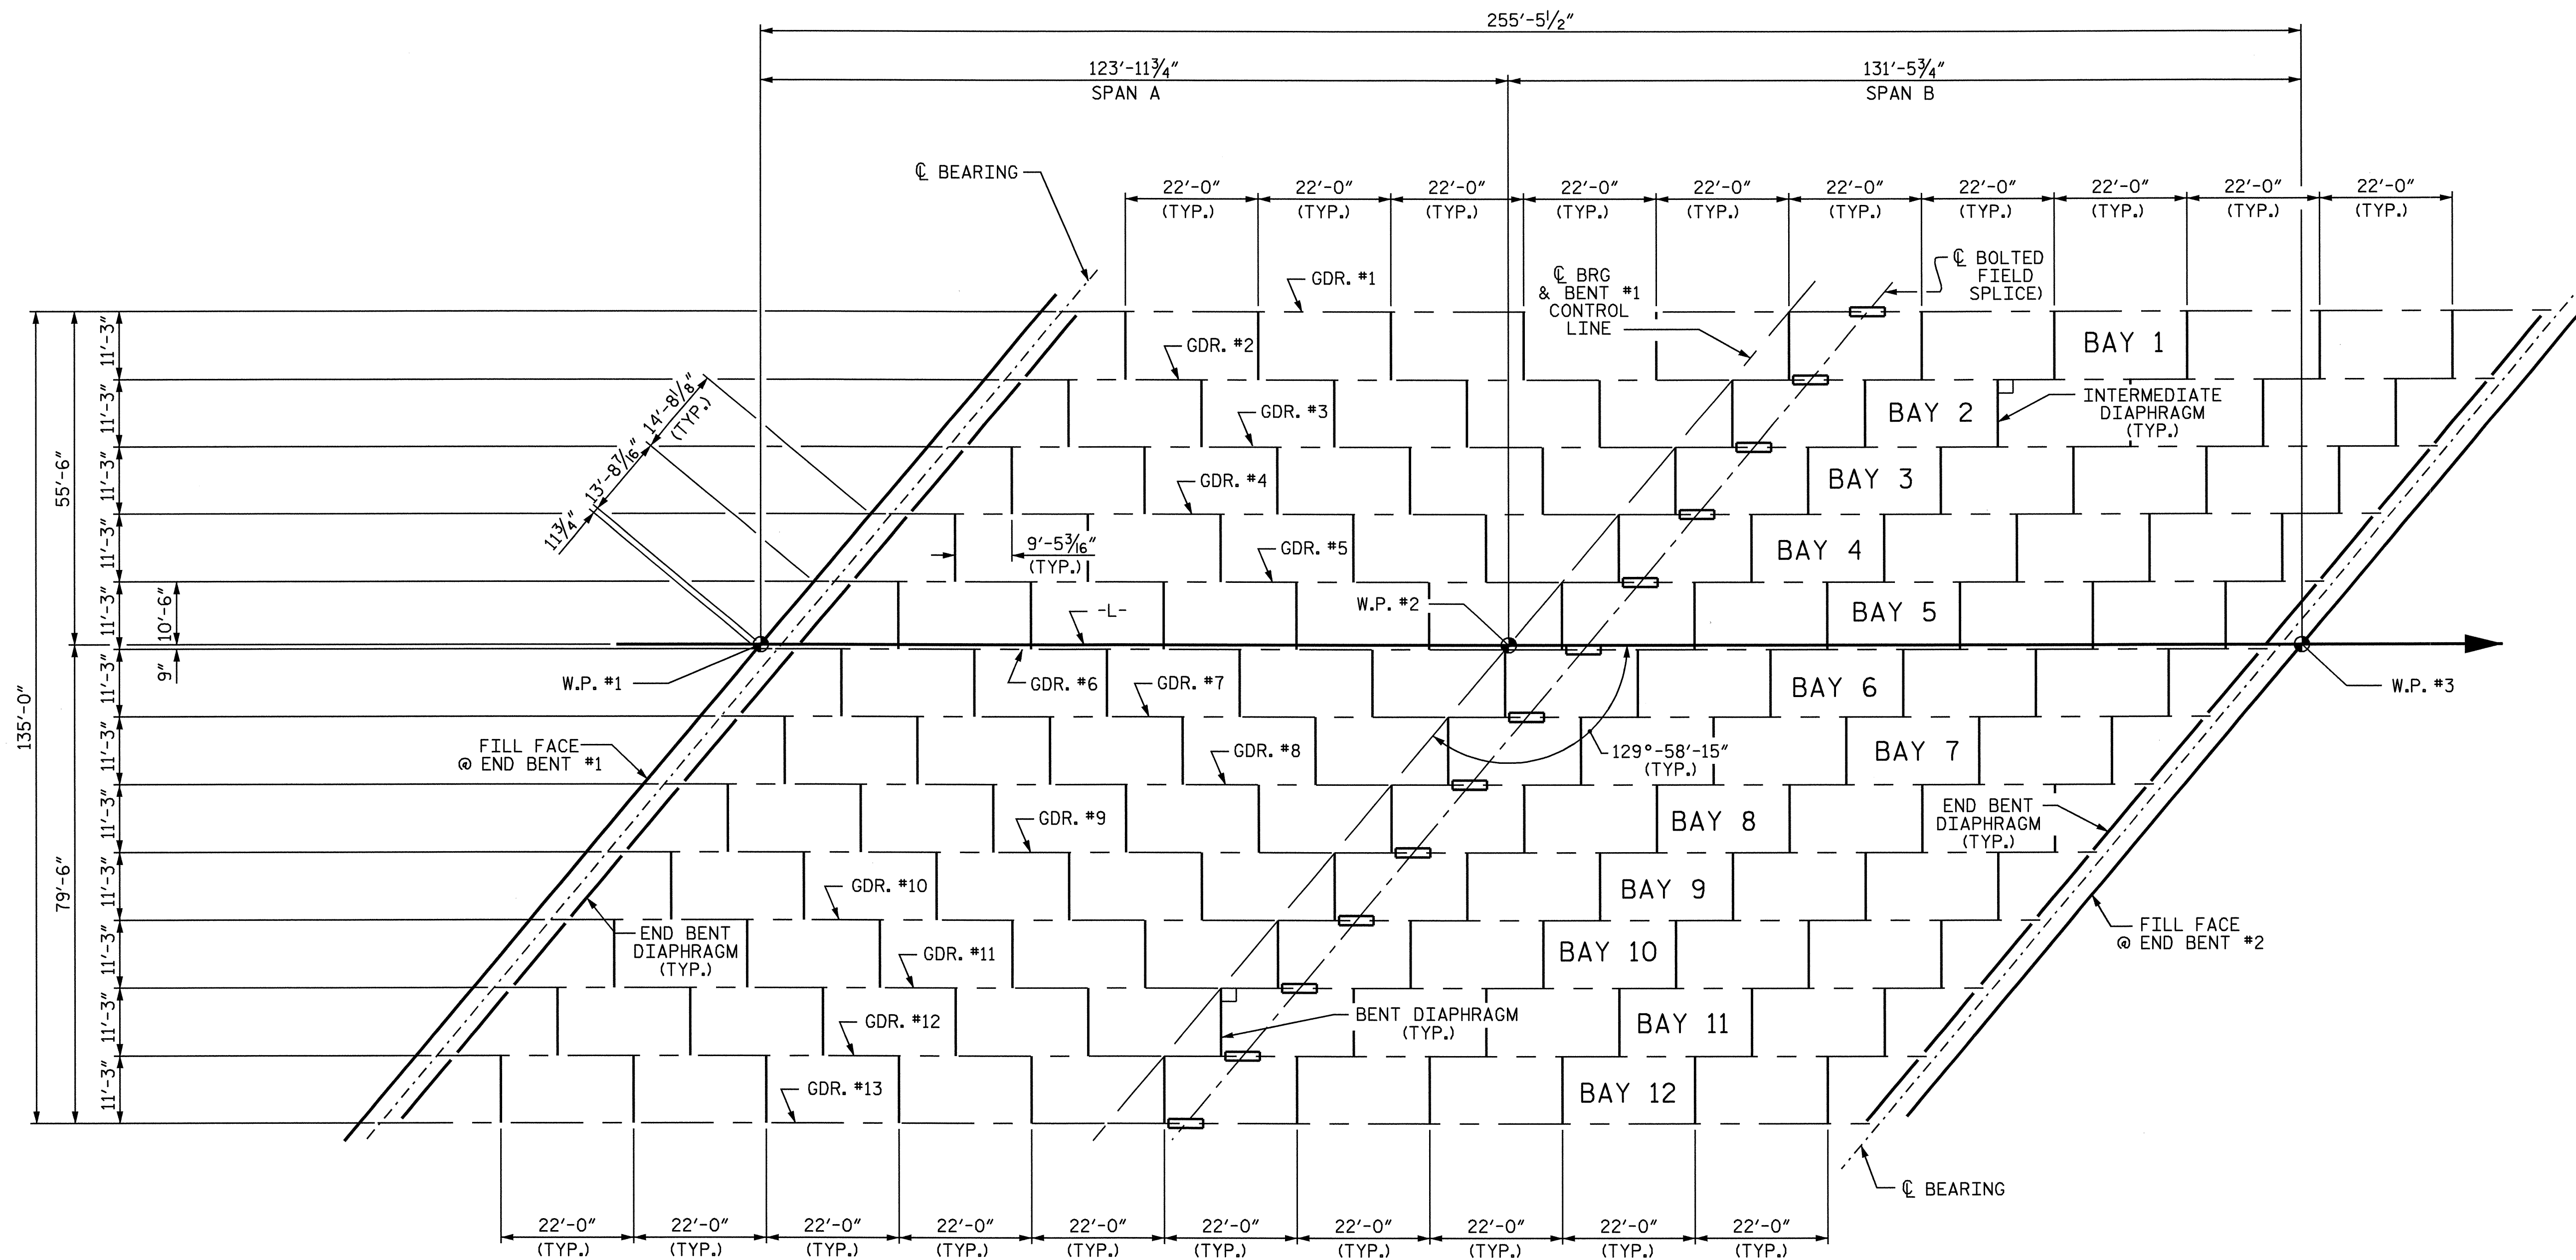 255'-5½"
123'-11¾"
SPAN A
131'-5¾"
SPAN B
℄ BEARING
22'-0" 22'-0" 22'-0" 22'-0" 22'-0" 22'-0" 22'-0" 22'-0" 22'-0" 22'-0"
(TYP.) (TYP.) (TYP.) (TYP.) (TYP.) (TYP.) (TYP.) (TYP.) (TYP.) (TYP.)
℄ BRG
& BENT #1
CONTROL
LINE
℄ BOLTED
FIELD
SPLICE)
GDR. #1
GDR. #2
GDR. #3
GDR. #4
GDR. #5
GDR. #6
GDR. #7
GDR. #8
GDR. #9
GDR. #10
GDR. #11
GDR. #12
GDR. #13
BAY 1
BAY 2
BAY 3
BAY 4
BAY 5
BAY 6
BAY 7
BAY 8
BAY 9
BAY 10
BAY 11
BAY 12
INTERMEDIATE
DIAPHRAGM
(TYP.)
14'-8⅛"
(TYP.)
13'-8⁷⁄₁₆"
11¾"
9'-5³⁄₁₆"
(TYP.)
-L-
W.P. #1
W.P. #2
W.P. #3
129°-58'-15"
(TYP.)
FILL FACE
@ END BENT #1
END BENT
DIAPHRAGM
(TYP.)
END BENT
DIAPHRAGM
(TYP.)
FILL FACE
@ END BENT #2
BENT DIAPHRAGM
(TYP.)
℄ BEARING
135'-0"
55'-6"
79'-6"
11'-3"
11'-3"
11'-3"
11'-3"
11'-3"
11'-3"
11'-3"
11'-3"
11'-3"
11'-3"
11'-3"
11'-3"
10'-6"
9"
22'-0" 22'-0" 22'-0" 22'-0" 22'-0" 22'-0" 22'-0" 22'-0" 22'-0" 22'-0"
(TYP.) (TYP.) (TYP.) (TYP.) (TYP.) (TYP.) (TYP.) (TYP.) (TYP.) (TYP.)